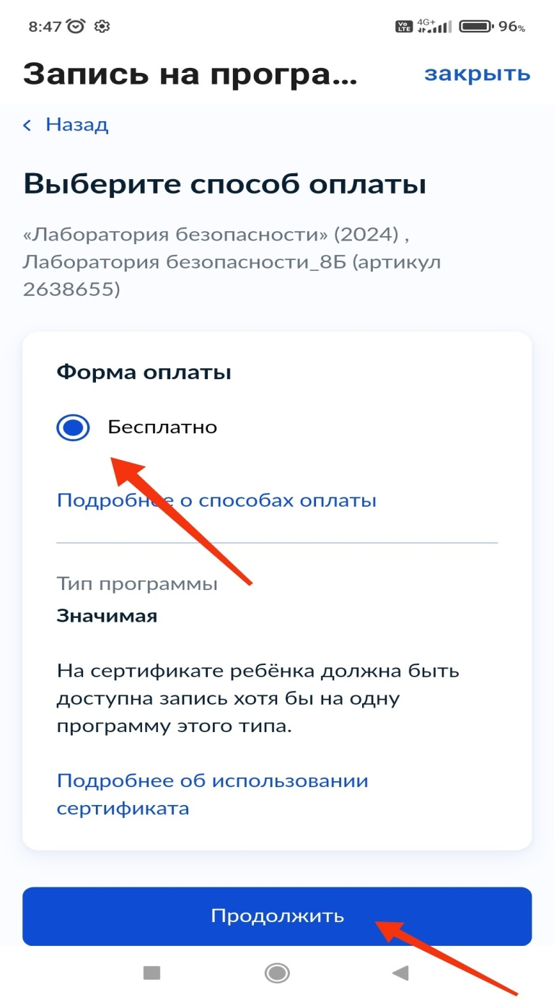 8:47
Vo LTE 4G+ 96%
Запись на програ...
закрыть
Назад
Выберите способ оплаты
«Лаборатория безопасности» (2024) ,
Лаборатория безопасности_8Б (артикул
2638655)
Форма оплаты
Бесплатно
Подробнее о способах оплаты
Тип программы
Значимая
На сертификате ребёнка должна быть
доступна запись хотя бы на одну
программу этого типа.
Подробнее об использовании
сертификата
Продолжить